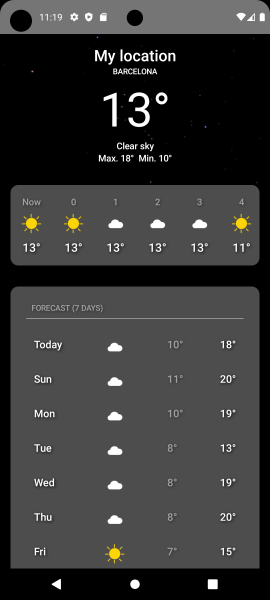 11:19
My location
BARCELONA
13°
Clear sky
Max. 18° Min. 10°
Now 0 1 2 3 4
13° 13° 13° 13° 13° 11°
FORECAST (7 DAYS)
Today 10° 18°
Sun 11° 20°
Mon 10° 19°
Tue 8° 13°
Wed 8° 19°
Thu 8° 20°
Fri 7° 15°